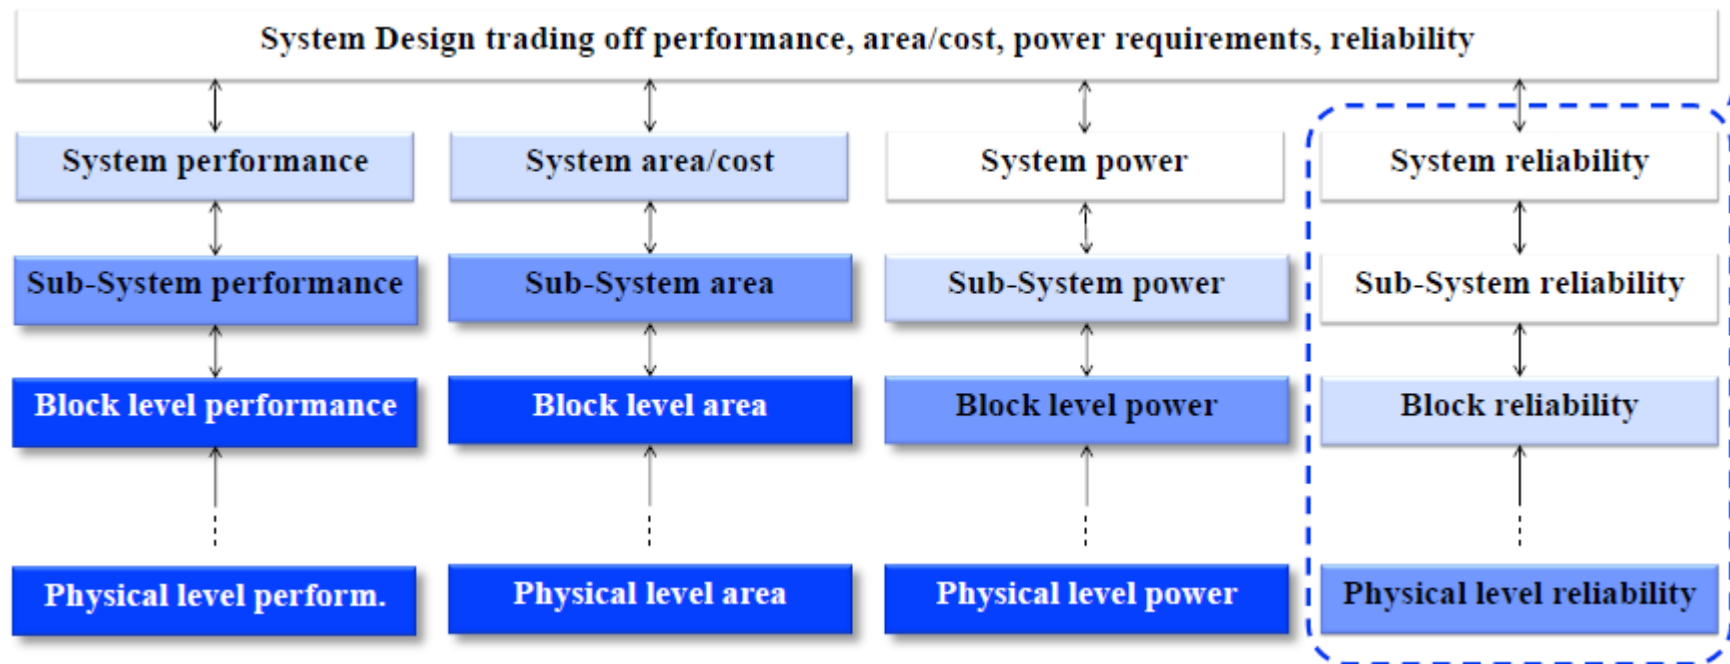 System Design trading off performance, area/cost, power requirements, reliability
System performance
System area/cost
System power
System reliability
Sub-System performance
Sub-System area
Sub-System power
Sub-System reliability
Block level performance
Block level area
Block level power
Block reliability
Physical level perform.
Physical level area
Physical level power
Physical level reliability